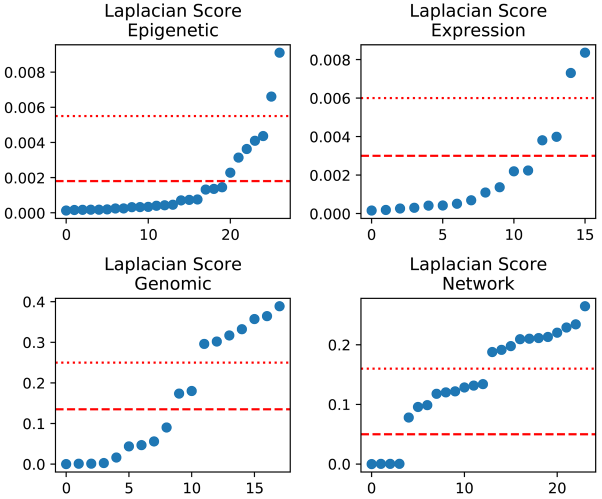 Laplacian Score
Epigenetic
0.008
0.006
0.004
0.002
0.000
0 10 20
Laplacian Score
Expression
0.008
0.006
0.004
0.002
0.000
0 5 10 15
Laplacian Score
Genomic
0.4
0.3
0.2
0.1
0.0
0 5 10 15
Laplacian Score
Network
0.2
0.1
0.0
0 10 20